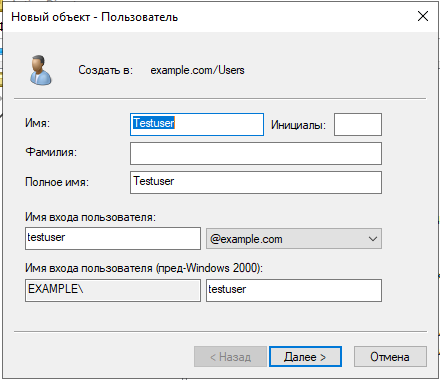 Новый объект - Пользователь
Создать в: example.com/Users
Имя: Testuser Инициалы:
Фамилия:
Полное имя: Testuser
Имя входа пользователя:
testuser @example.com
Имя входа пользователя (пред-Windows 2000):
EXAMPLE\ testuser
< Назад Далее > Отмена